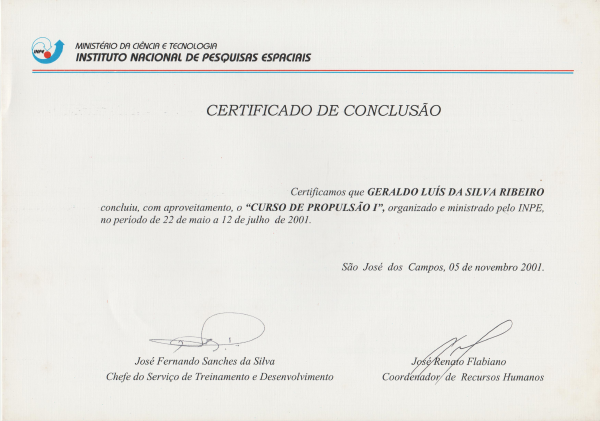 INPE
MINISTÉRIO DA CIÊNCIA E TECNOLOGIA
INSTITUTO NACIONAL DE PESQUISAS ESPACIAIS
CERTIFICADO DE CONCLUSÃO
Certificamos que GERALDO LUÍS DA SILVA RIBEIRO
concluiu, com aproveitamento, o "CURSO DE PROPULSÃO I", organizado e ministrado pelo INPE,
no período de 22 de maio a 12 de julho de 2001.
São José dos Campos, 05 de novembro 2001.
José Fernando Sanches da Silva
Chefe do Serviço de Treinamento e Desenvolvimento
José Renato Flabiano
Coordenador de Recursos Humanos